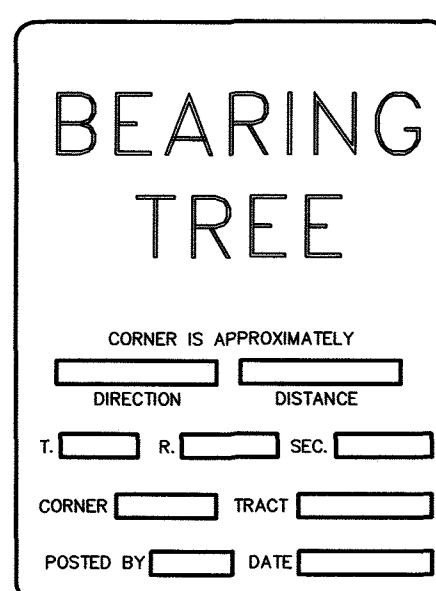 BEARING
TREE
CORNER IS APPROXIMATELY
DIRECTION DISTANCE
T. R. SEC.
CORNER TRACT
POSTED BY DATE